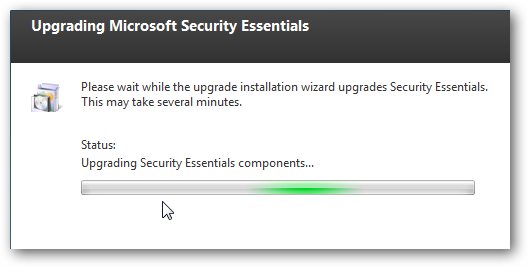 Upgrading Microsoft Security Essentials
Please wait while the upgrade installation wizard upgrades Security Essentials.
This may take several minutes.
Status:
Upgrading Security Essentials components...